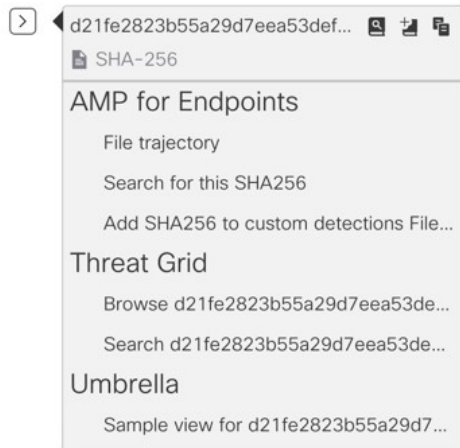 d21fe2823b55a29d7eea53def...
SHA-256
AMP for Endpoints
File trajectory
Search for this SHA256
Add SHA256 to custom detections File...
Threat Grid
Browse d21fe2823b55a29d7eea53de...
Search d21fe2823b55a29d7eea53de...
Umbrella
Sample view for d21fe2823b55a29d7...